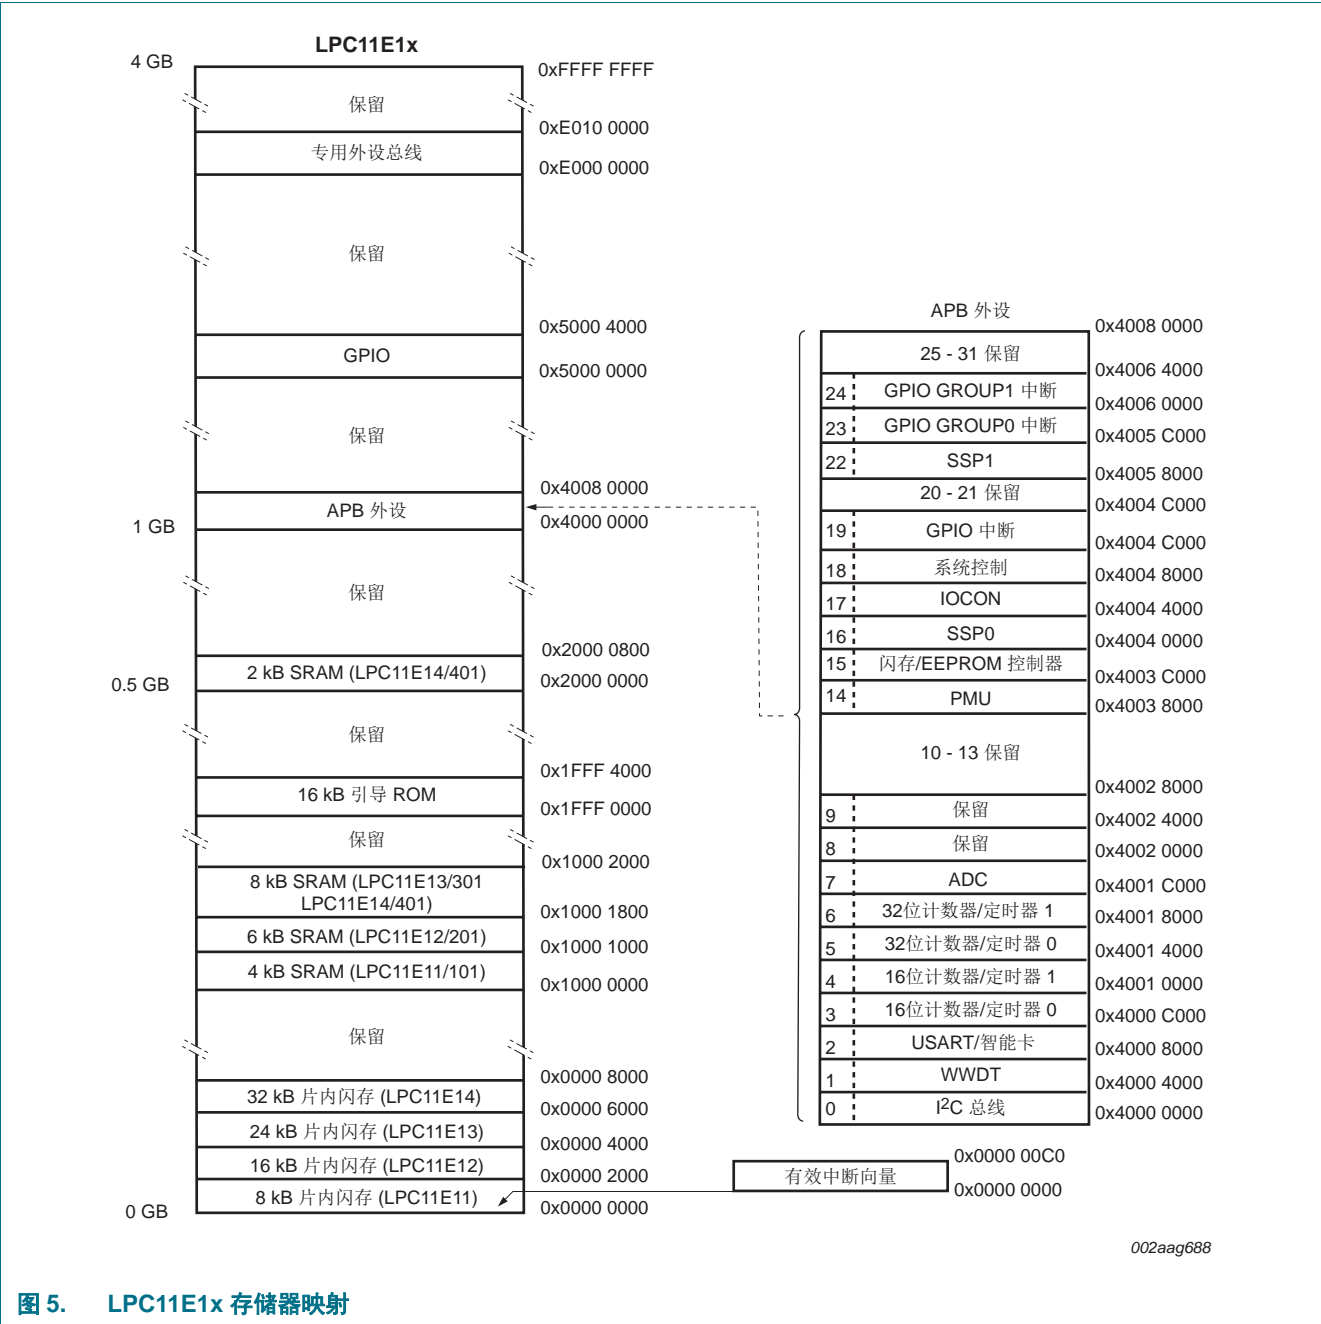 LPC11E1x
4 GB
0xFFFF FFFF
保留
0xE010 0000
专用外设总线
0xE000 0000
保留
0x5000 4000
GPIO
0x5000 0000
保留
0x4008 0000
APB 外设
1 GB
0x4000 0000
保留
0x2000 0800
2 kB SRAM (LPC11E14/401)
0.5 GB
0x2000 0000
保留
0x1FFF 4000
16 kB 引导 ROM
0x1FFF 0000
保留
0x1000 2000
8 kB SRAM (LPC11E13/301
LPC11E14/401)
0x1000 1800
6 kB SRAM (LPC11E12/201)
0x1000 1000
4 kB SRAM (LPC11E11/101)
0x1000 0000
保留
0x0000 8000
32 kB 片内闪存 (LPC11E14)
0x0000 6000
24 kB 片内闪存 (LPC11E13)
0x0000 4000
16 kB 片内闪存 (LPC11E12)
0x0000 2000
8 kB 片内闪存 (LPC11E11)
0 GB
0x0000 0000
APB 外设
0x4008 0000
25 - 31 保留
0x4006 4000
24 GPIO GROUP1 中断
0x4006 0000
23 GPIO GROUP0 中断
0x4005 C000
22 SSP1
0x4005 8000
20 - 21 保留
0x4004 C000
19 GPIO 中断
0x4004 C000
18 系统控制
0x4004 8000
17 IOCON
0x4004 4000
16 SSP0
0x4004 0000
15 闪存/EEPROM 控制器
0x4003 C000
14 PMU
0x4003 8000
10 - 13 保留
0x4002 8000
9 保留
0x4002 4000
8 保留
0x4002 0000
7 ADC
0x4001 C000
6 32位计数器/定时器 1
0x4001 8000
5 32位计数器/定时器 0
0x4001 4000
4 16位计数器/定时器 1
0x4001 0000
3 16位计数器/定时器 0
0x4000 C000
2 USART/智能卡
0x4000 8000
1 WWDT
0x4000 4000
0 I2C 总线
0x4000 0000
0x0000 00C0
有效中断向量
0x0000 0000
002aag688
图 5. LPC11E1x 存储器映射